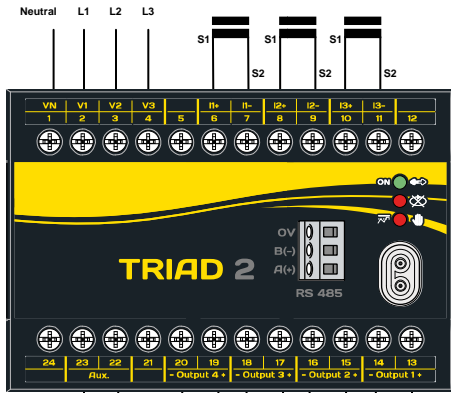 Neutral L1 L2 L3
S1 S1 S1
S2 S2 S2
VN V1 V2 V3 I1+ I1- I2+ I2- I3+ I3-
1 2 3 4 5 6 7 8 9 10 11 12
ON
0V
B(-)
TRIAD 2 A(+)
RS 485
24 23 22 21 20 19 18 17 16 15 14 13
Aux. - Output 4 + - Output 3 + - Output 2 + - Output 1 +